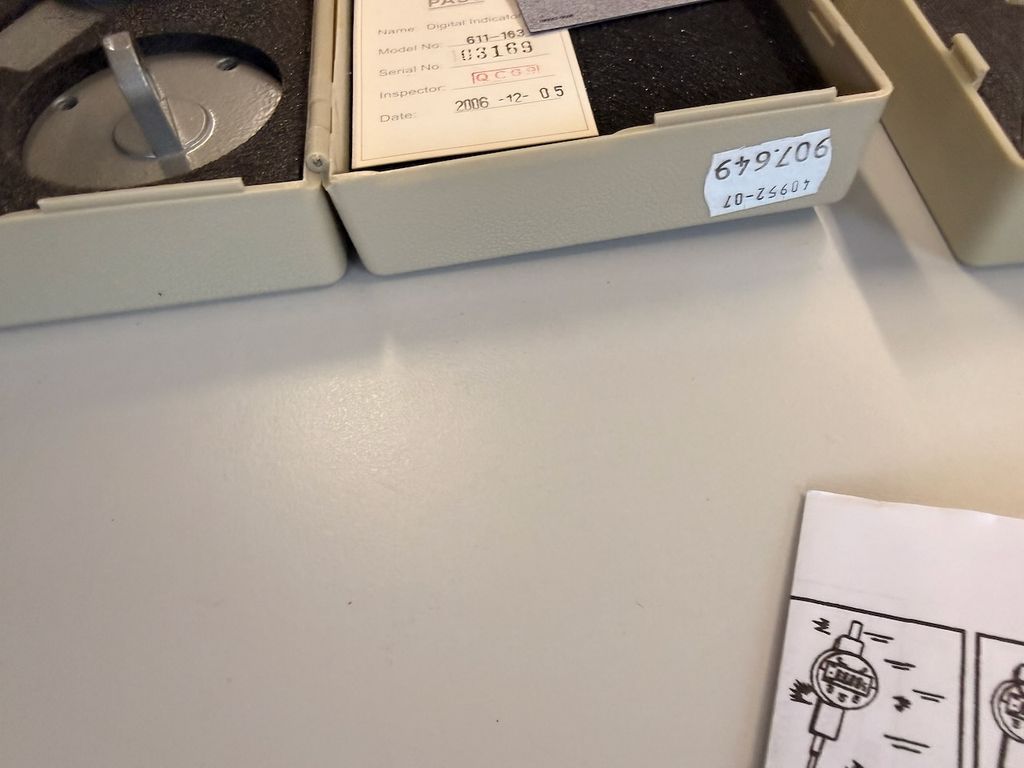 Name: Digital Indicator
Model No: 611-163
Serial No 03169
Inspector: QC09
Date: 2006-12-05
907.649
40952-07